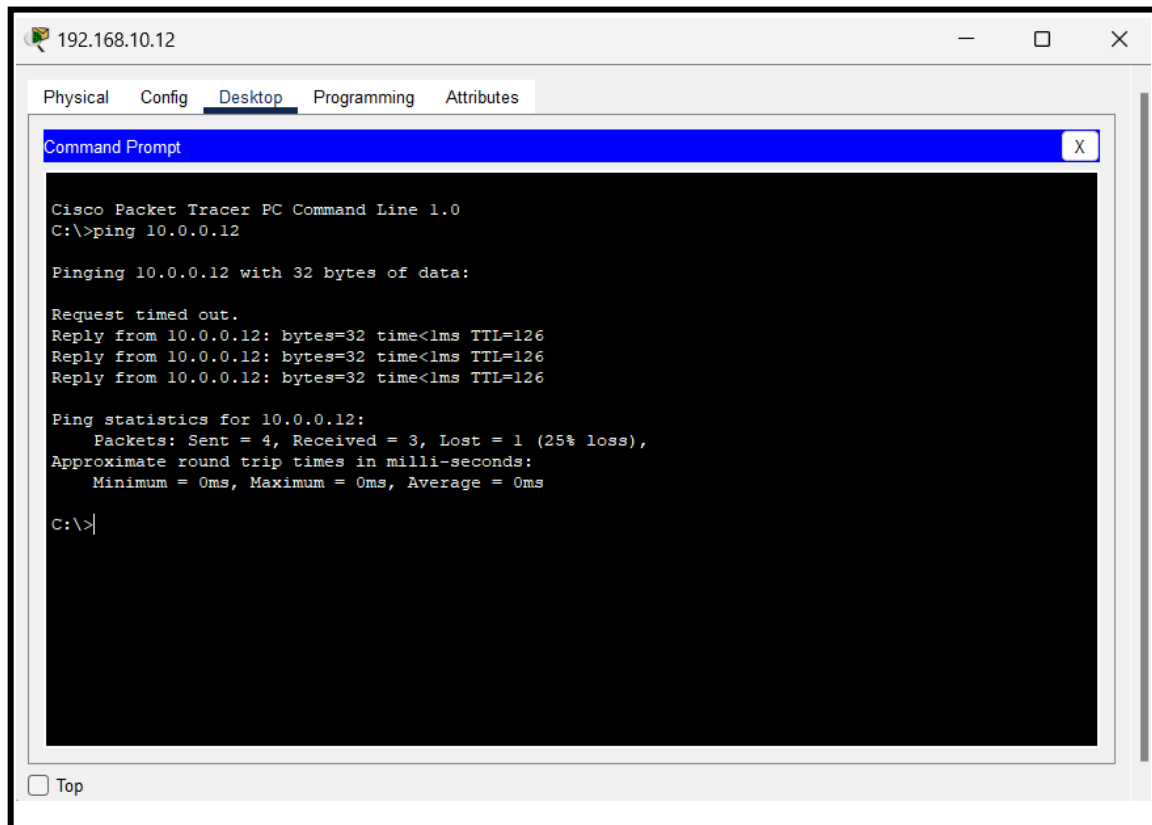 192.168.10.12
Physical Config Desktop Programming Attributes
Command Prompt X
Cisco Packet Tracer PC Command Line 1.0
C:\>ping 10.0.0.12
Pinging 10.0.0.12 with 32 bytes of data:
Request timed out.
Reply from 10.0.0.12: bytes=32 time<1ms TTL=126
Reply from 10.0.0.12: bytes=32 time<1ms TTL=126
Reply from 10.0.0.12: bytes=32 time<1ms TTL=126
Ping statistics for 10.0.0.12:
    Packets: Sent = 4, Received = 3, Lost = 1 (25% loss),
Approximate round trip times in milli-seconds:
    Minimum = 0ms, Maximum = 0ms, Average = 0ms
C:\>
Top